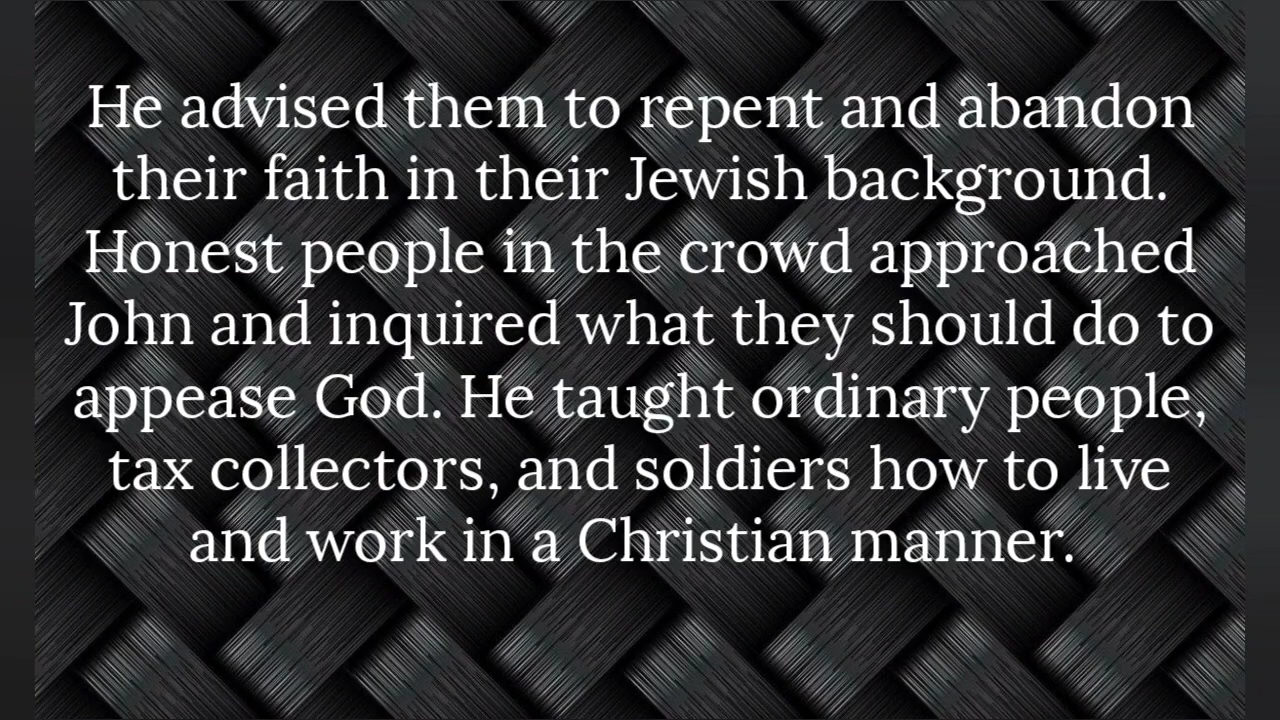 He advised them to repent and abandon
their faith in their Jewish background.
Honest people in the crowd approached
John and inquired what they should do to
appease God. He taught ordinary people,
tax collectors, and soldiers how to live
and work in a Christian manner.